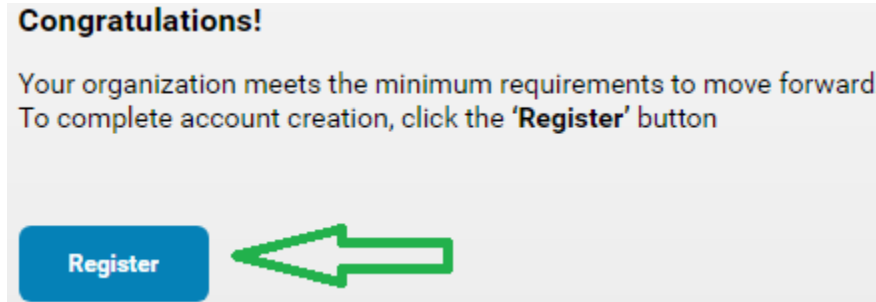 Congratulations!
Your organization meets the minimum requirements to move forward
To complete account creation, click the ‘Register’ button
Register